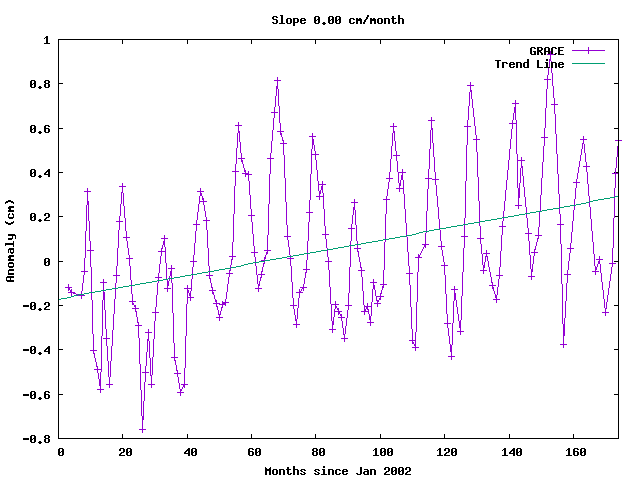 Slope 0.00 cm/month
GRACE
Trend Line
1
0.8
0.6
0.4
0.2
0
-0.2
-0.4
-0.6
-0.8
Anomaly (cm)
0 20 40 60 80 100 120 140 160
Months since Jan 2002